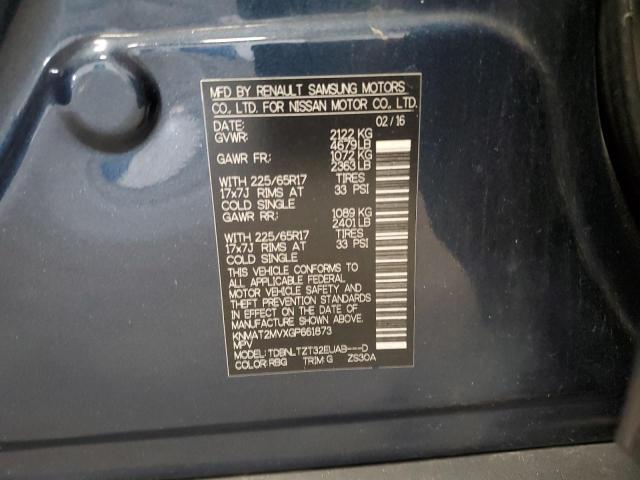 MFD BY RENAULT SAMSUNG MOTORS
CO., LTD. FOR NISSAN MOTOR CO., LTD.
DATE: 02/16
GVWR: 2122 KG
4679 LB
GAWR FR: 1072 KG
2363 LB
WITH 225/65R17 TIRES
17x7J RIMS AT 33 PSI
COLD SINGLE
GAWR RR: 1089 KG
2401 LB
WITH 225/65R17 TIRES
17x7J RIMS AT 33 PSI
COLD SINGLE
THIS VEHICLE CONFORMS TO
ALL APPLICABLE FEDERAL
MOTOR VEHICLE SAFETY AND
THEFT PREVENTION STANDARDS
IN EFFECT ON THE DATE OF
MANUFACTURE SHOWN ABOVE.
KNMAT2MVXGP661873
MPV
MODEL: TDBNLTZT32EUAB---D
COLOR: RBG TRIM: G ZS30A